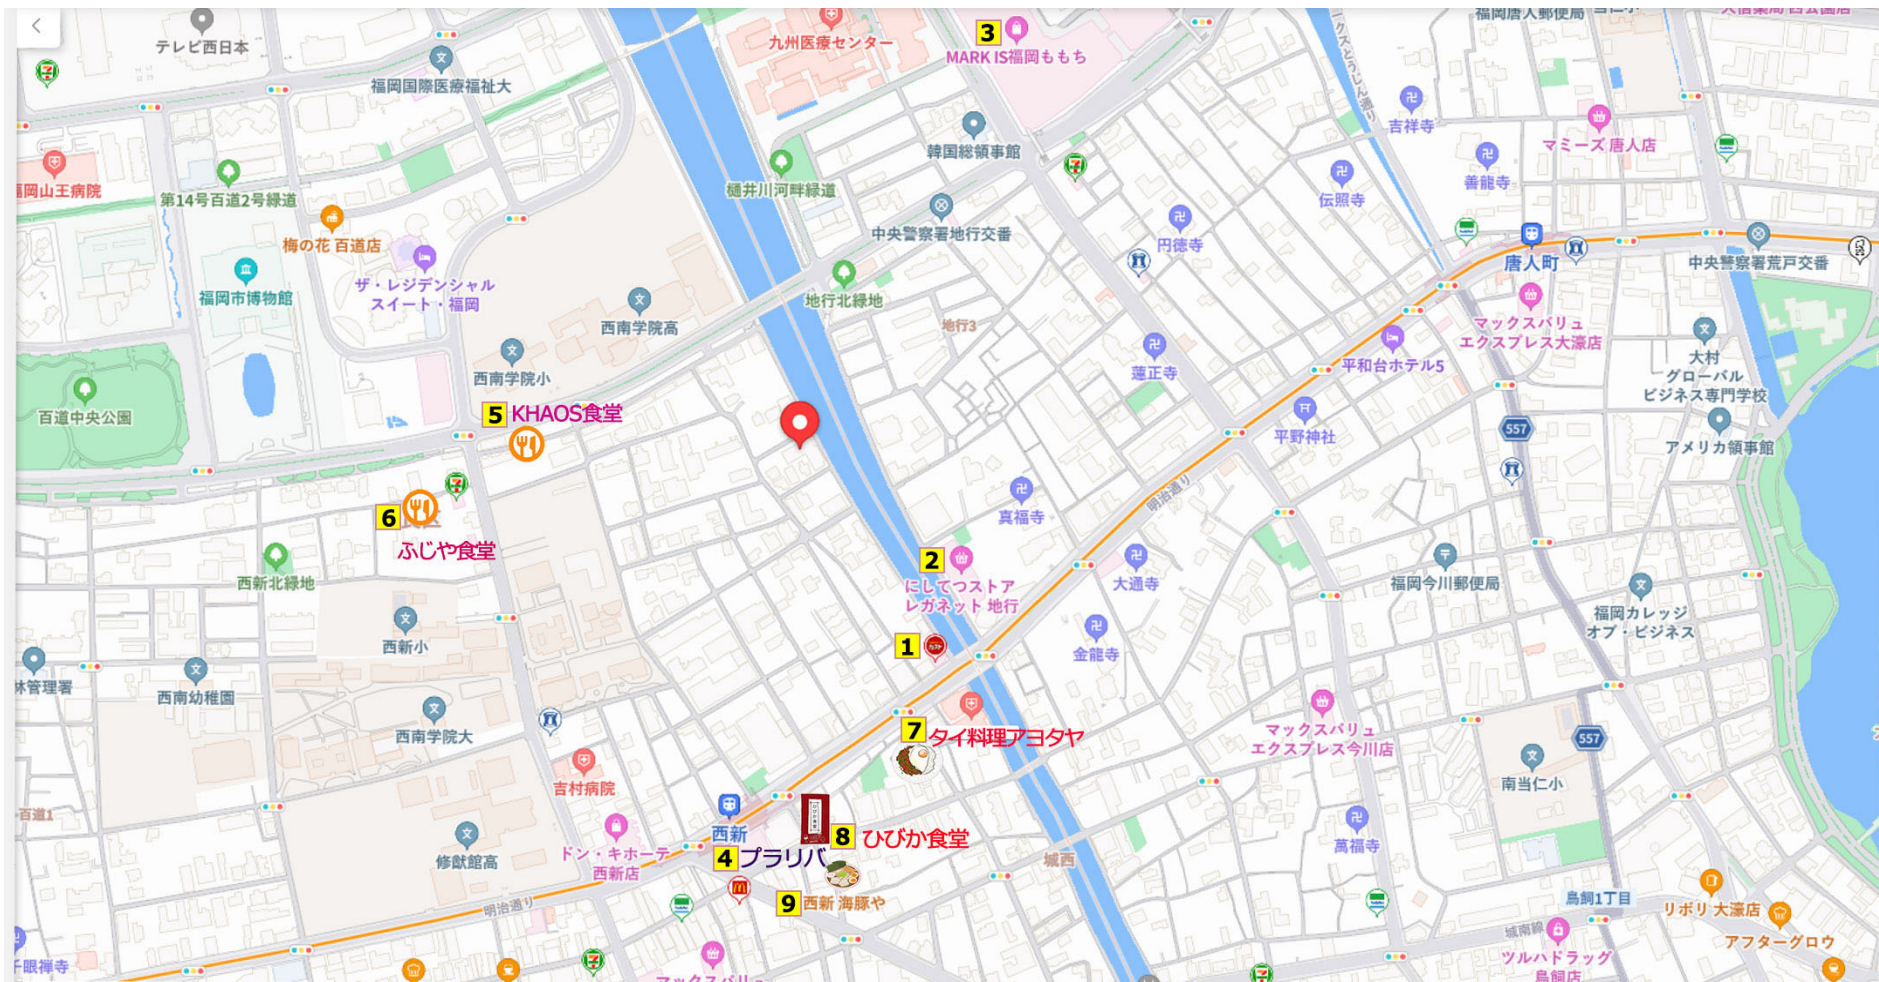 テレビ西日本
九州医療センター
3
MARK IS福岡ももち
福岡唐人郵便局
福岡国際医療福祉大
吉祥寺
マミーズ 唐人店
韓国総領事館
福岡山王病院
第14号百道2号緑道
樋井川河畔緑道
伝照寺
善龍寺
梅の花 百道店
中央警察署地行交番
円徳寺
唐人町
中央警察署荒戸交番
福岡市博物館
ザ・レジデンシャル
スイート・福岡
西南学院高
地行北緑地
地行3
マックスバリュ
エクスプレス大濠店
西南学院小
蓮正寺
平和台ホテル5
大村
グローバル
ビジネス専門学校
百道中央公園
5
KHAOS食堂
平野神社
557
アメリカ領事館
6
ふじや食堂
真福寺
明治通り
2
にしてつストア
レガネット 地行
大通寺
福岡今川郵便局
西新北緑地
福岡カレッジ
オブ・ビジネス
西新小
1
金龍寺
林管理署
西南幼稚園
西南学院大
7
タイ料理アヨタヤ
マックスバリュ
エクスプレス今川店
557
吉村病院
南当仁小
百道1
西新
8
ひびか食堂
萬福寺
修猷館高
ドン・キホーテ
西新店
4
プラリバ
城西
9
西新 海豚や
明治通り
鳥飼1丁目
リボリ 大濠店
城南線
アフターグロウ
千眼禅寺
ツルハドラッグ
鳥飼店
マックスバリュ